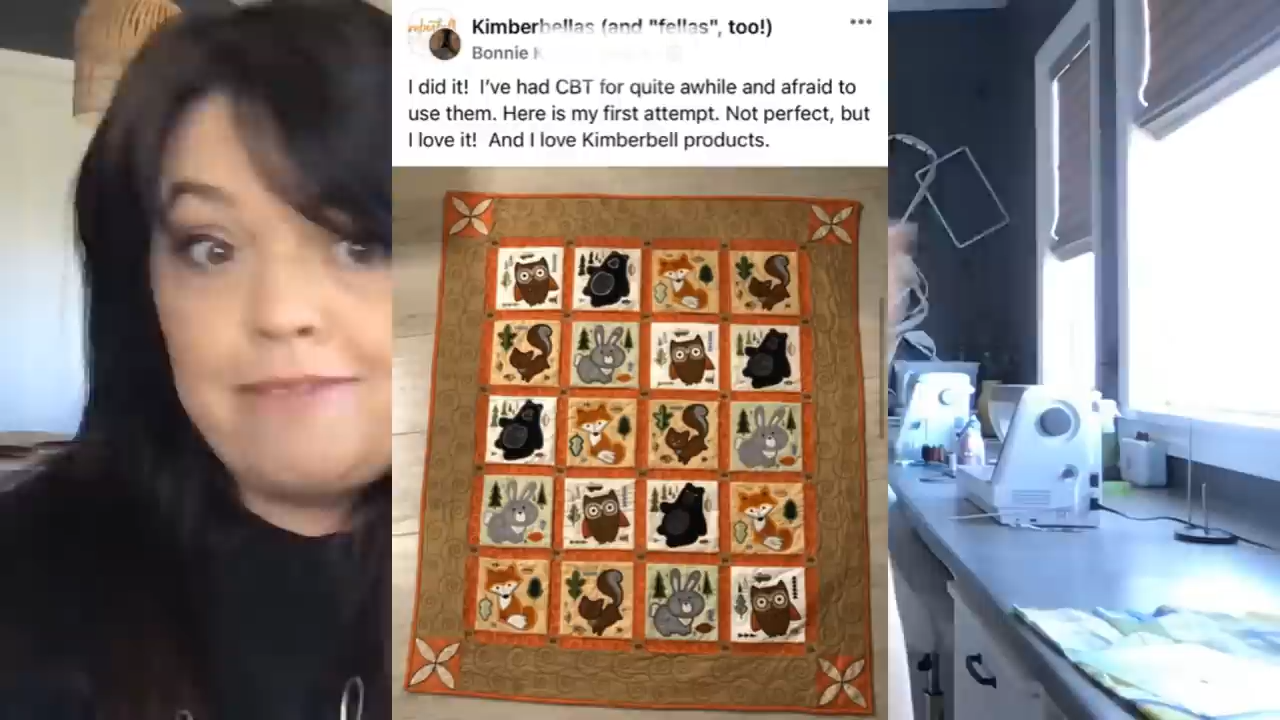 Kimberbellas (and "fellas", too!)
Bonnie
I did it!  I've had CBT for quite awhile and afraid to
use them. Here is my first attempt. Not perfect, but
I love it!  And I love Kimberbell products.